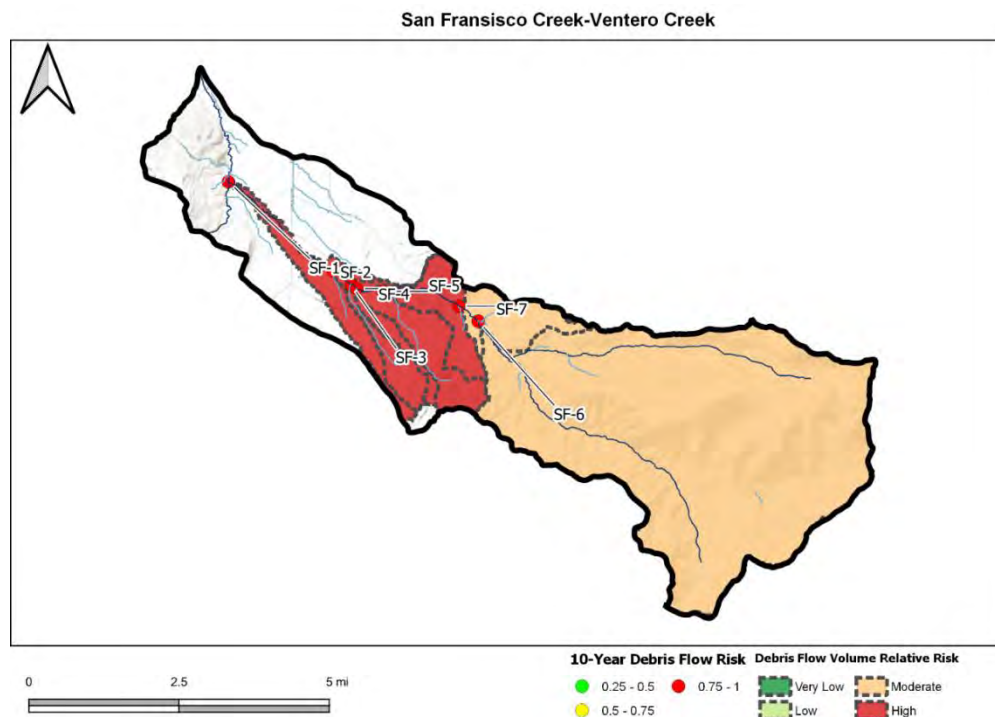 San Fransisco Creek-Ventero Creek
SF-1
SF-2
SF-4
SF-5
SF-7
SF-3
SF-6
0 2.5 5 mi
10-Year Debris Flow Risk
0.25 - 0.5
0.75 - 1
0.5 - 0.75
Debris Flow Volume Relative Risk
Very Low
Moderate
Low
High